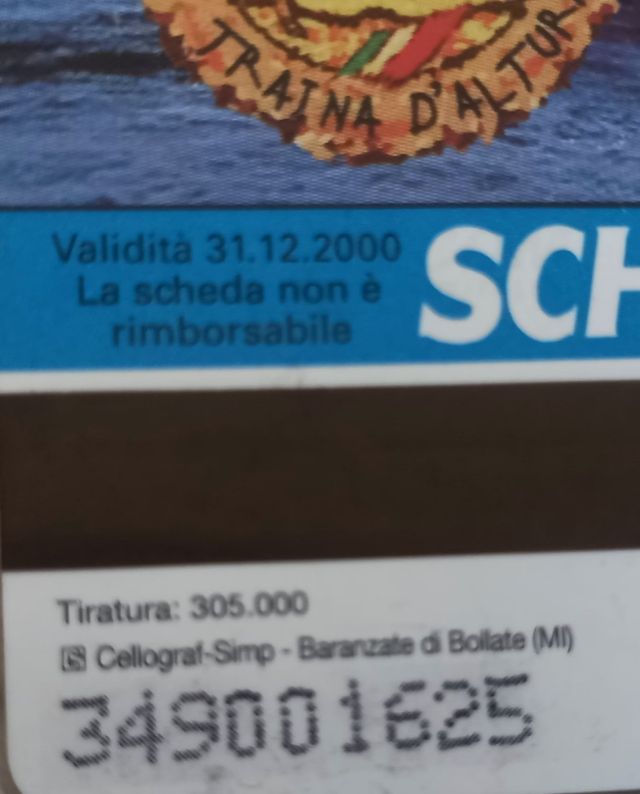 TRAINA D'ALTUR
Validità 31.12.2000
La scheda non è
rimborsabile
SCH
Tiratura: 305.000
Cellograf-Simp - Baranzate di Bollate (MI)
349001625